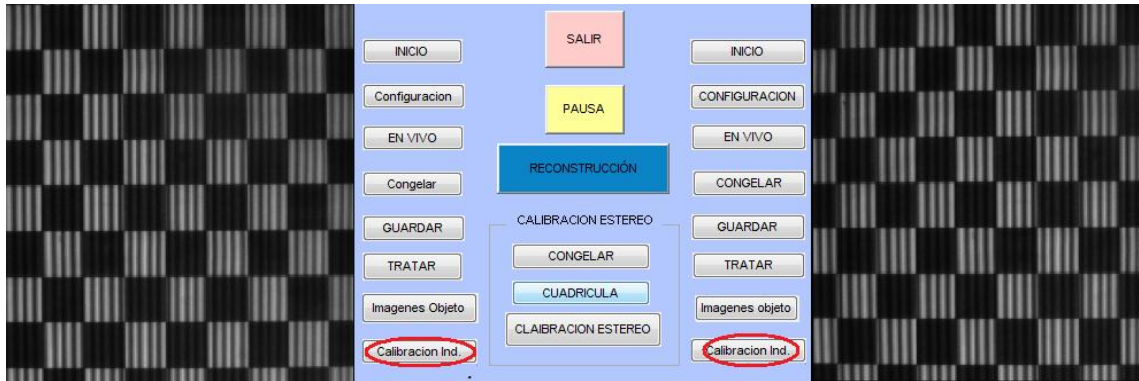 INICIO
Configuracion
EN VIVO
Congelar
GUARDAR
TRATAR
Imagenes Objeto
Calibracion Ind.
SALIR
PAUSA
RECONSTRUCCIÓN
CALIBRACION ESTEREO
CONGELAR
CUADRICULA
CLAIBRACION ESTEREO
INICIO
CONFIGURACION
EN VIVO
CONGELAR
GUARDAR
TRATAR
Imagenes objeto
Calibracion Ind.